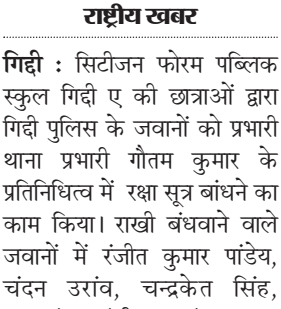 राष्ट्रीय खबर
गिद्दी : सिटीजन फोरम पब्लिक
स्कुल गिद्दी ए की छात्राओं द्वारा
गिद्दी पुलिस के जवानों को प्रभारी
थाना प्रभारी गौतम कुमार के
प्रतिनिधित्व में रक्षा सूत्र बांधने का
काम किया। राखी बंधवाने वाले
जवानों में रंजीत कुमार पांडेय,
चंदन उरांव, चन्द्रकेत सिंह,